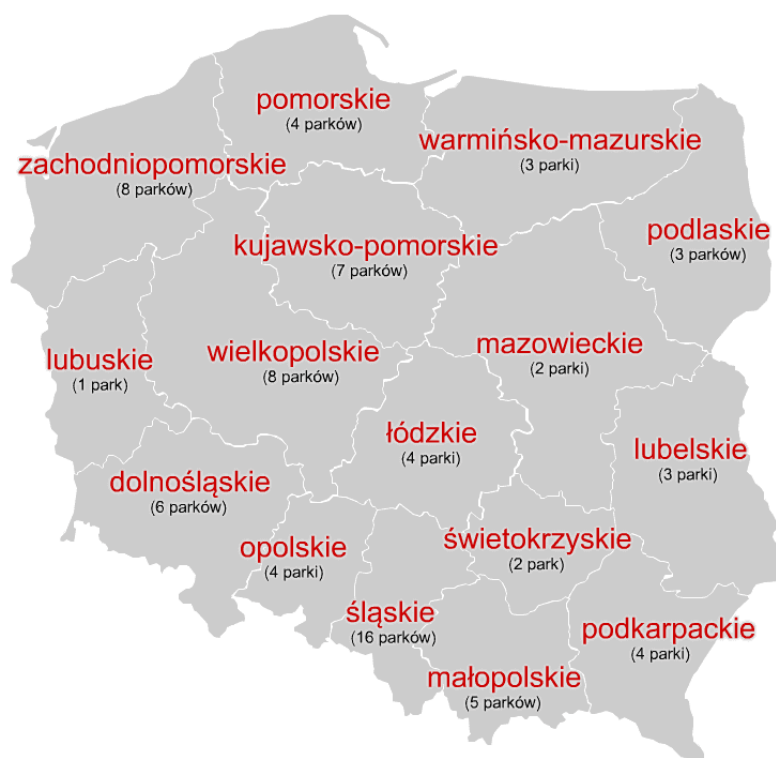 pomorskie
(4 parków)
warmińsko-mazurskie
(3 parki)
zachodniopomorskie
(8 parków)
podlaskie
(3 parków)
kujawsko-pomorskie
(7 parków)
mazowieckie
(2 parki)
wielkopolskie
(8 parków)
lubuskie
(1 park)
łódzkie
(4 parki)
lubelskie
(3 parki)
dolnośląskie
(6 parków)
opolskie
(4 parki)
świetokrzyskie
(2 park)
śląskie
(16 parków)
podkarpackie
(4 parki)
małopolskie
(5 parków)